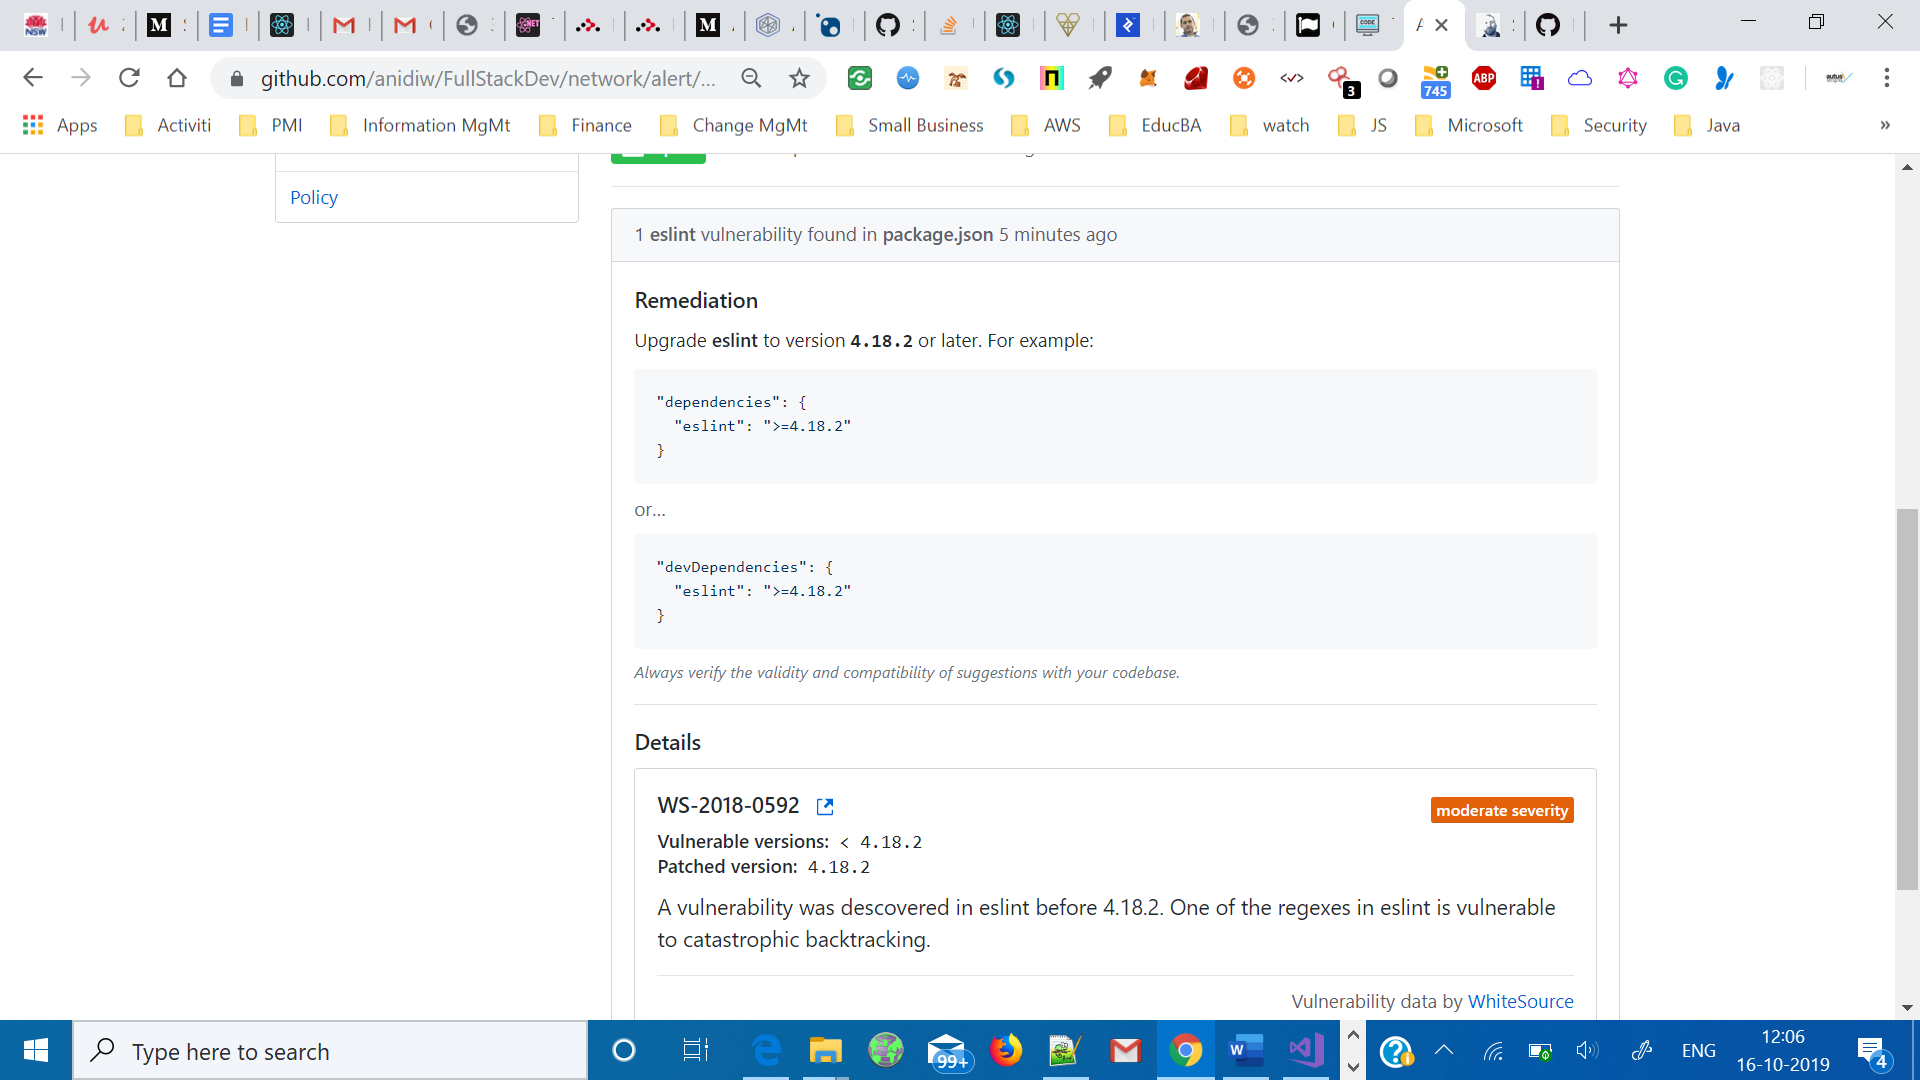 github.com/anidiw/FullStackDev/network/alert/...
3
745
ABP
Apps
Activiti
PMI
Information MgMt
Finance
Change MgMt
Small Business
AWS
EducBA
watch
JS
Microsoft
Security
Java
»
Policy
1 eslint vulnerability found in package.json 5 minutes ago
Remediation
Upgrade eslint to version 4.18.2 or later. For example:
"dependencies": {
"eslint": ">=4.18.2"
}
or…
"devDependencies": {
"eslint": ">=4.18.2"
}
Always verify the validity and compatibility of suggestions with your codebase.
Details
WS-2018-0592
moderate severity
Vulnerable versions: < 4.18.2
Patched version: 4.18.2
A vulnerability was descovered in eslint before 4.18.2. One of the regexes in eslint is vulnerable
to catastrophic backtracking.
Vulnerability data by WhiteSource
Type here to search
99+
ENG
12:06
16-10-2019
4